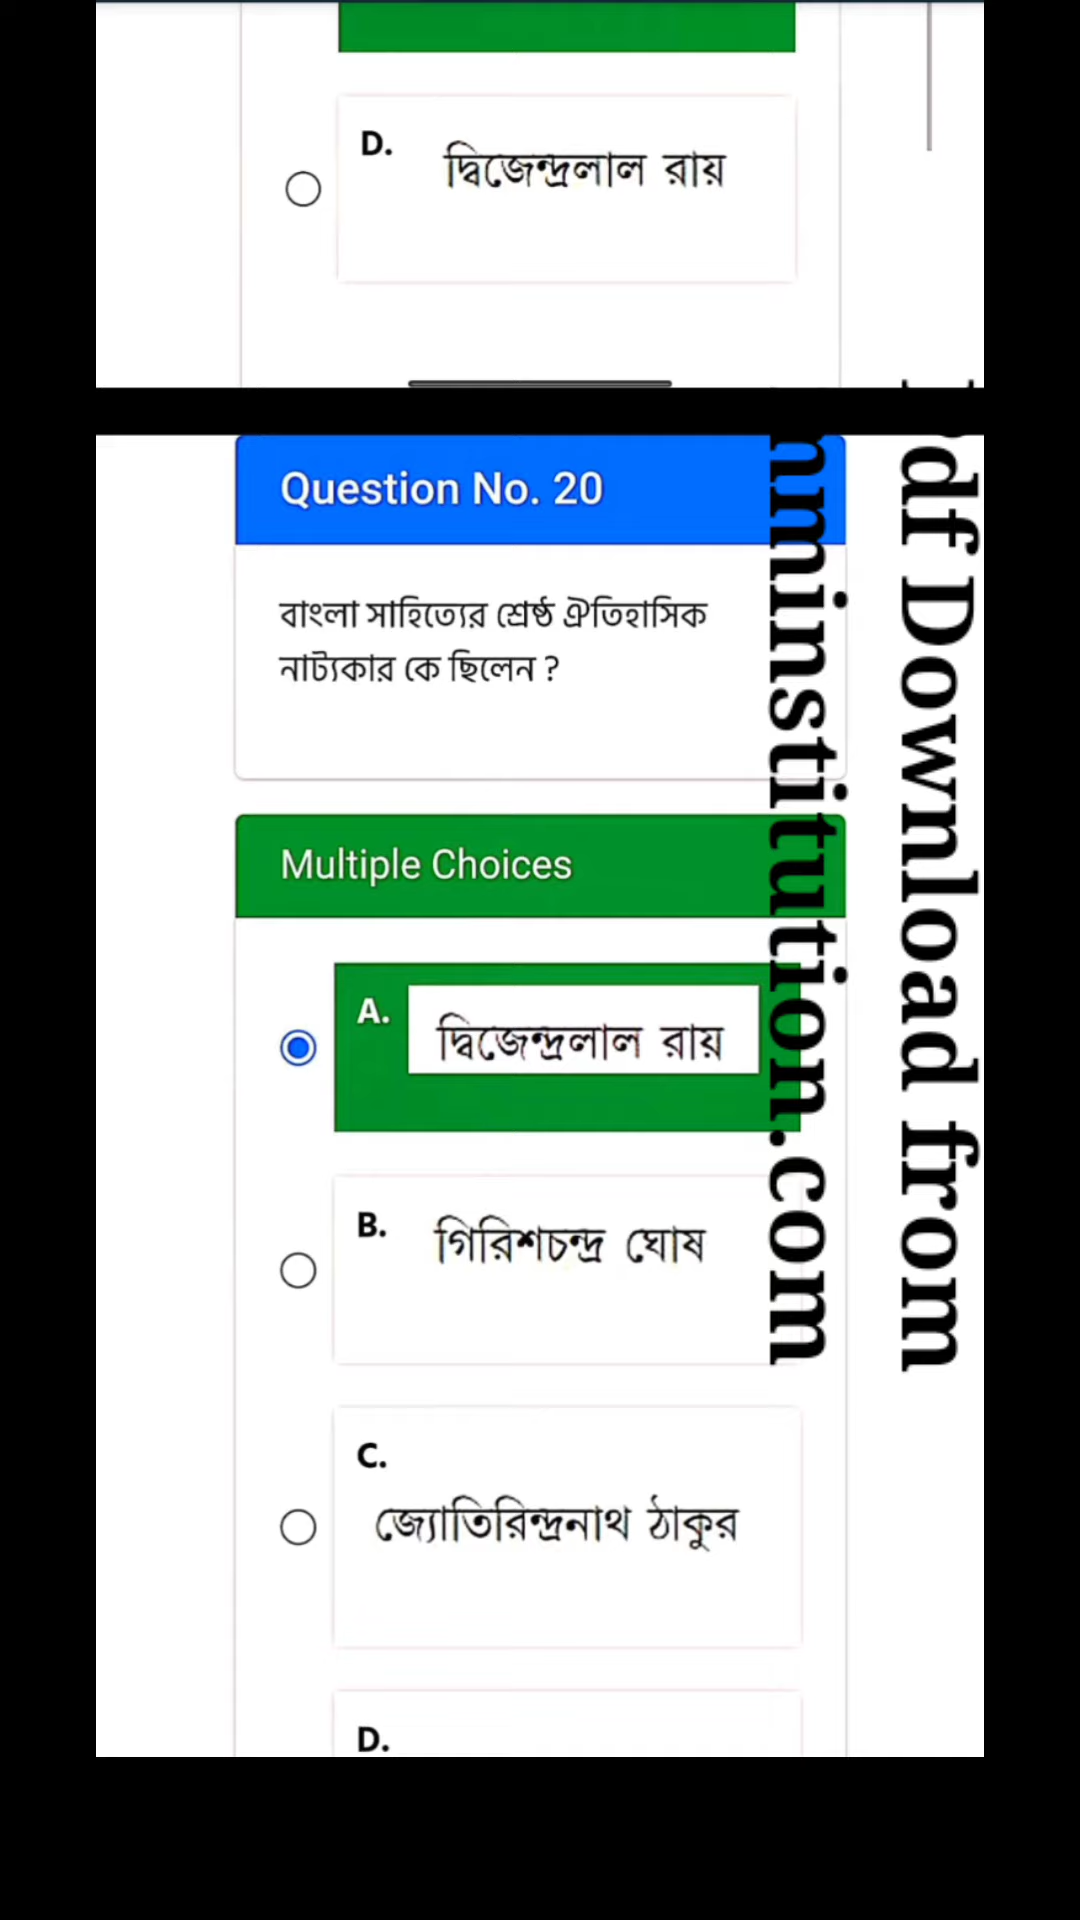 D. দ্বিজেন্দ্রলাল রায়
Question No. 20
বাংলা সাহিত্যের শ্রেষ্ঠ ঐতিহাসিক
নাট্যকার কে ছিলেন ?
Multiple Choices
A. দ্বিজেন্দ্রলাল রায়
B. গিরিশচন্দ্র ঘোষ
C.
জ্যোতিরিন্দ্রনাথ ঠাকুর
D.
df Download from
nminstitution.com